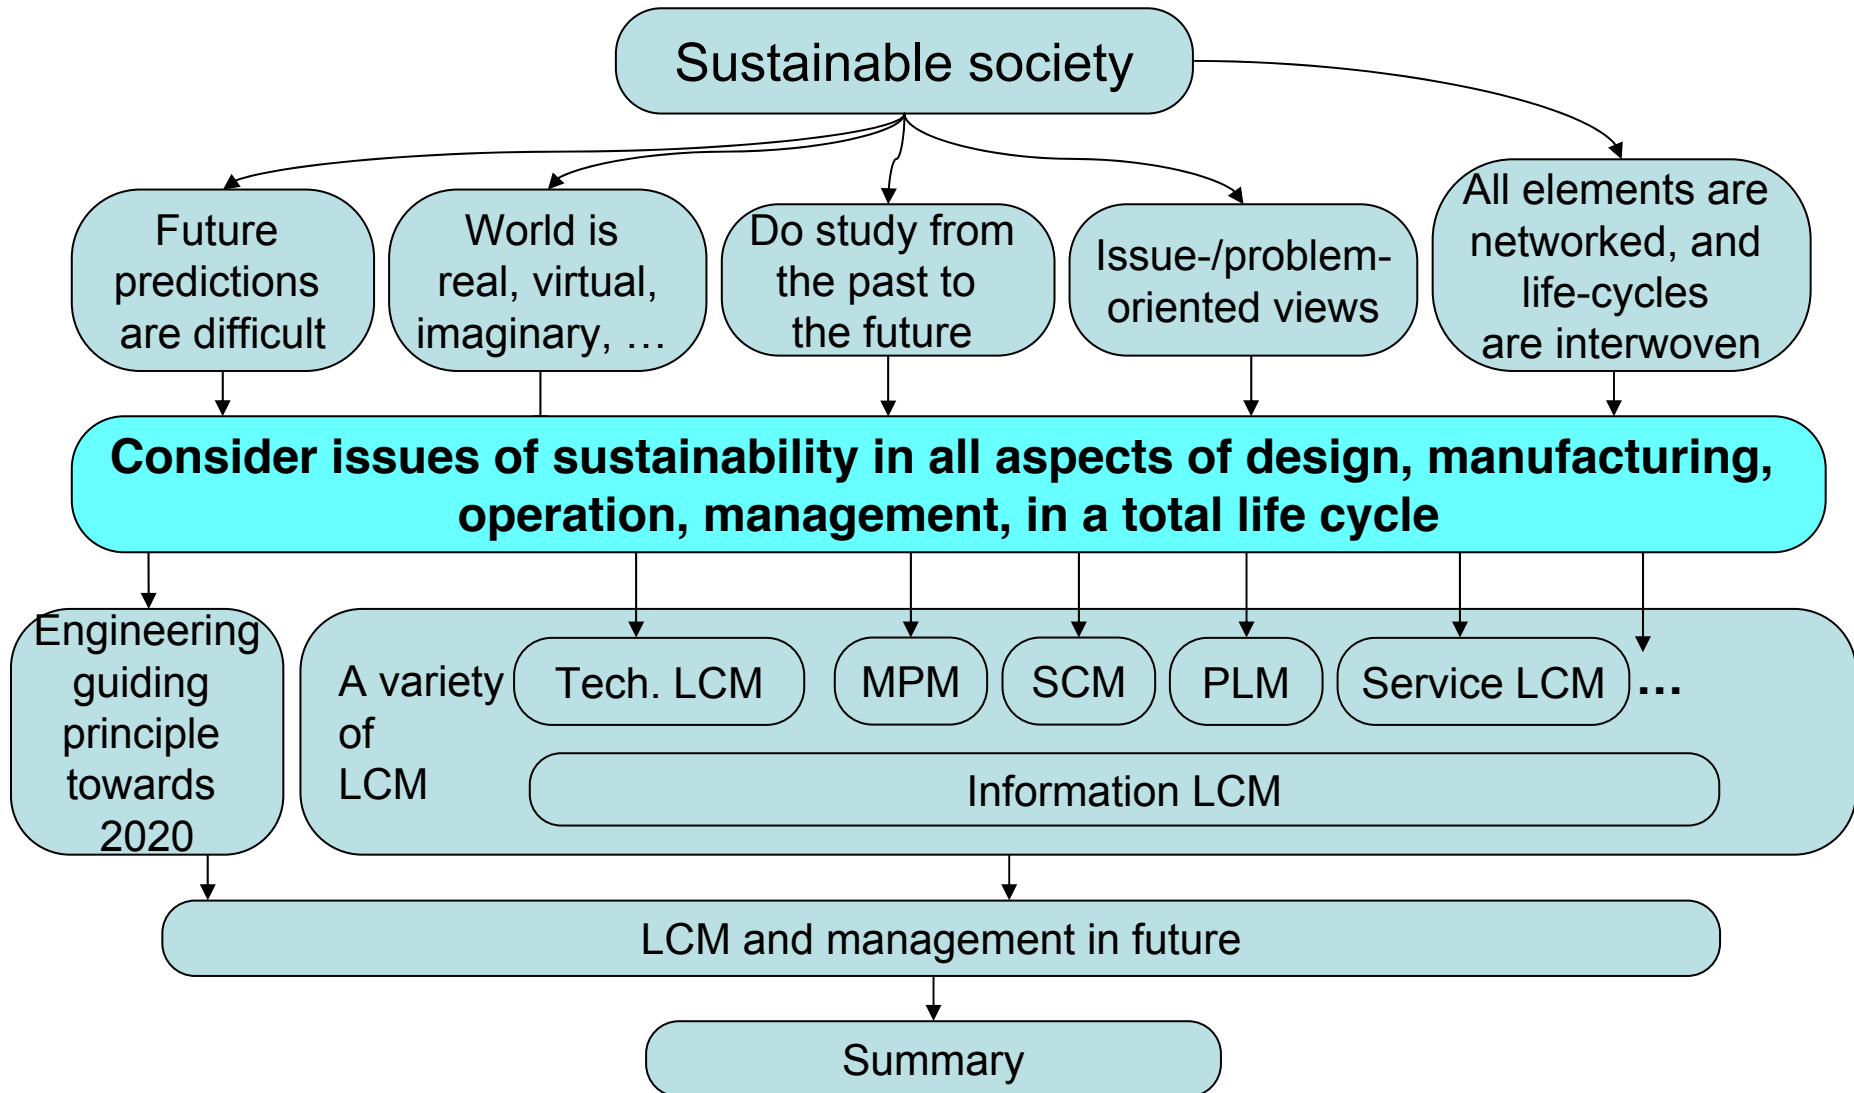 Sustainable society
Future
predictions
are difficult
World is
real, virtual,
imaginary, …
Do study from
the past to
the future
Issue-/problem-
oriented views
All elements are
networked, and
life-cycles
are interwoven
Consider issues of sustainability in all aspects of design, manufacturing,
operation, management, in a total life cycle
Engineering
guiding
principle
towards
2020
A variety
of
LCM
Tech. LCM
MPM
SCM
PLM
Service LCM
…
Information LCM
LCM and management in future
Summary